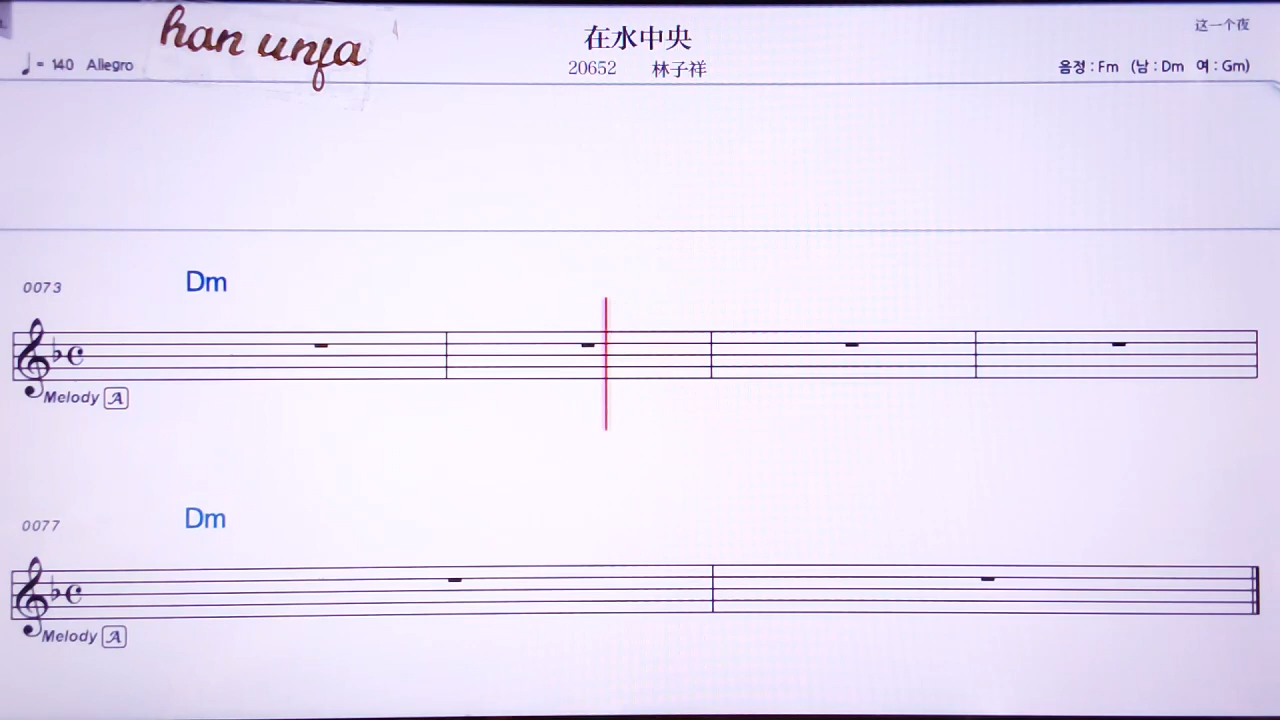 han unfa
在水中央
这一个夜
♩ = 140 Allegro
20652 林子祥
음정 : Fm (남 : Dm 여 : Gm)
0073
Dm
Melody A
0077
Dm
Melody A